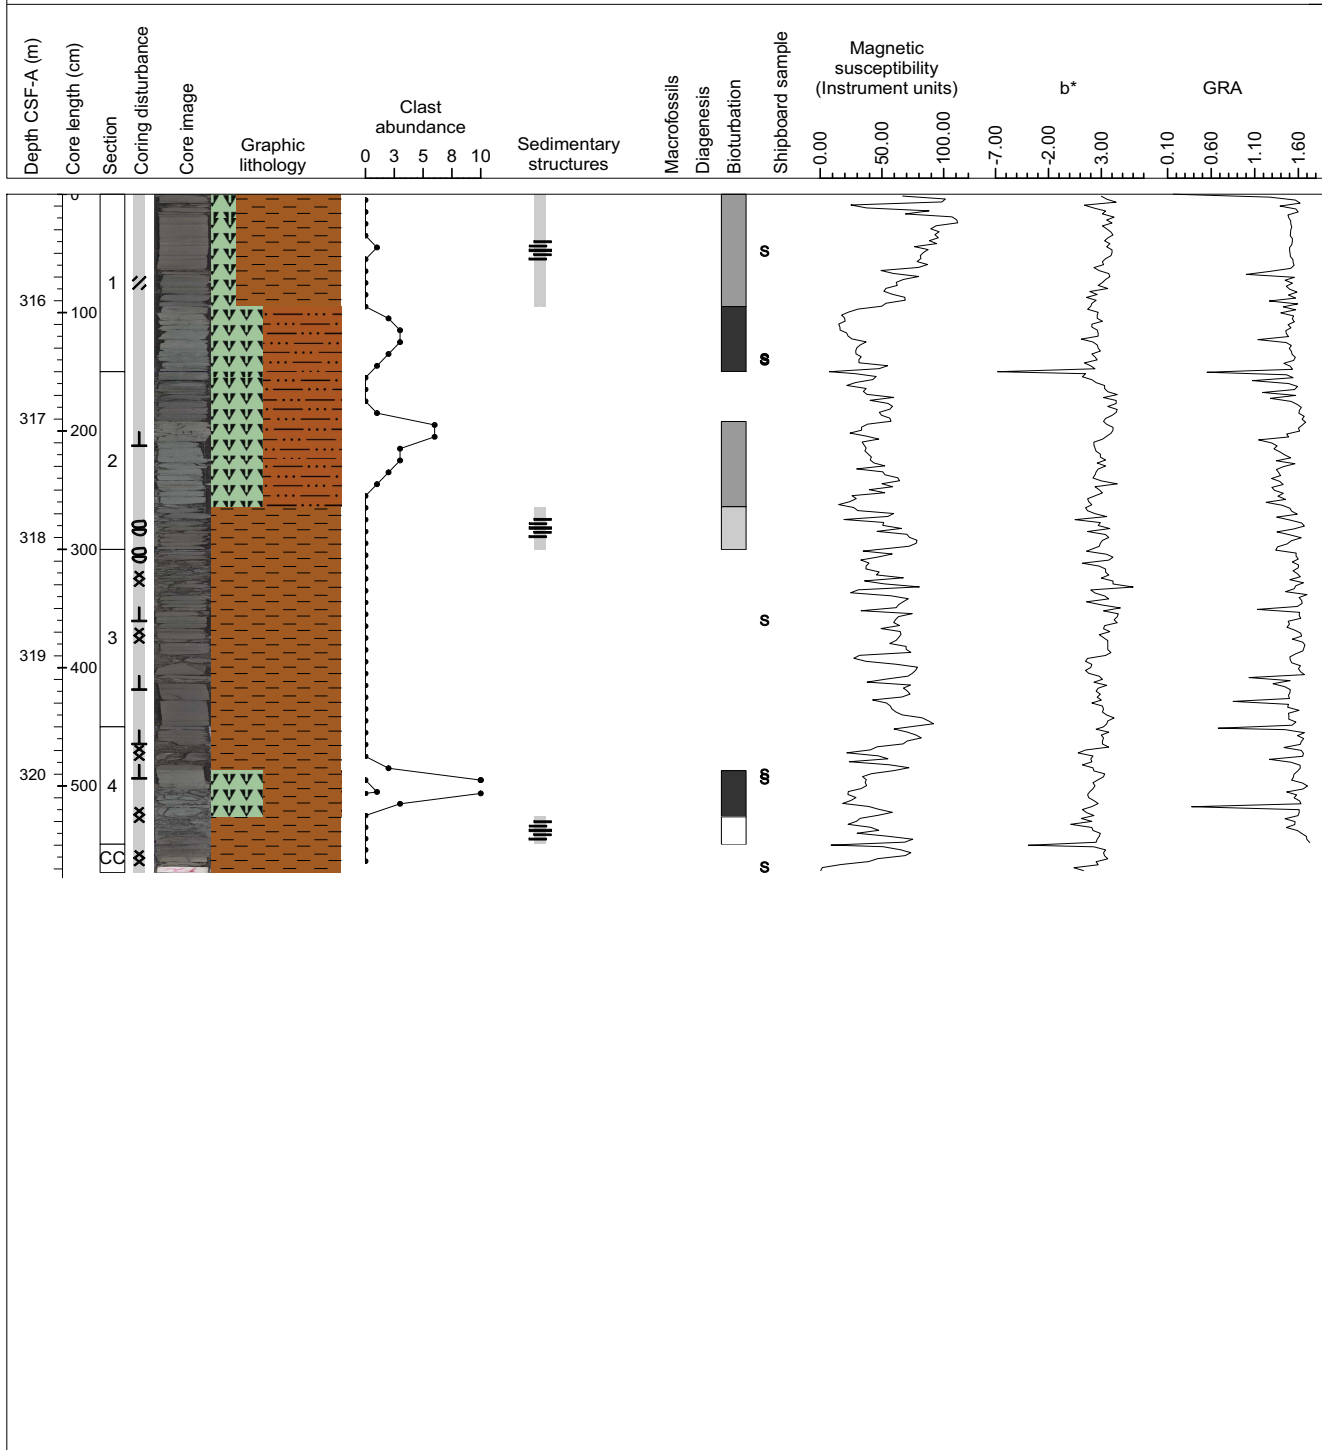 Depth CSF-A (m)
Core length (cm)
Section
Coring disturbance
Core image
Graphic
lithology
Clast
abundance
0 3 5 8 10
Sedimentary
structures
Macrofossils
Diagenesis
Bioturbation
Shipboard sample
Magnetic
susceptibility
(Instrument units)
0.00 50.00 100.00
b*
-7.00 -2.00 3.00
GRA
0.10 0.60 1.10 1.60
0
S
1
316
100
S
S
317
200
2
318
300
S
3
319
400
320
S
S
4
500
CC
S